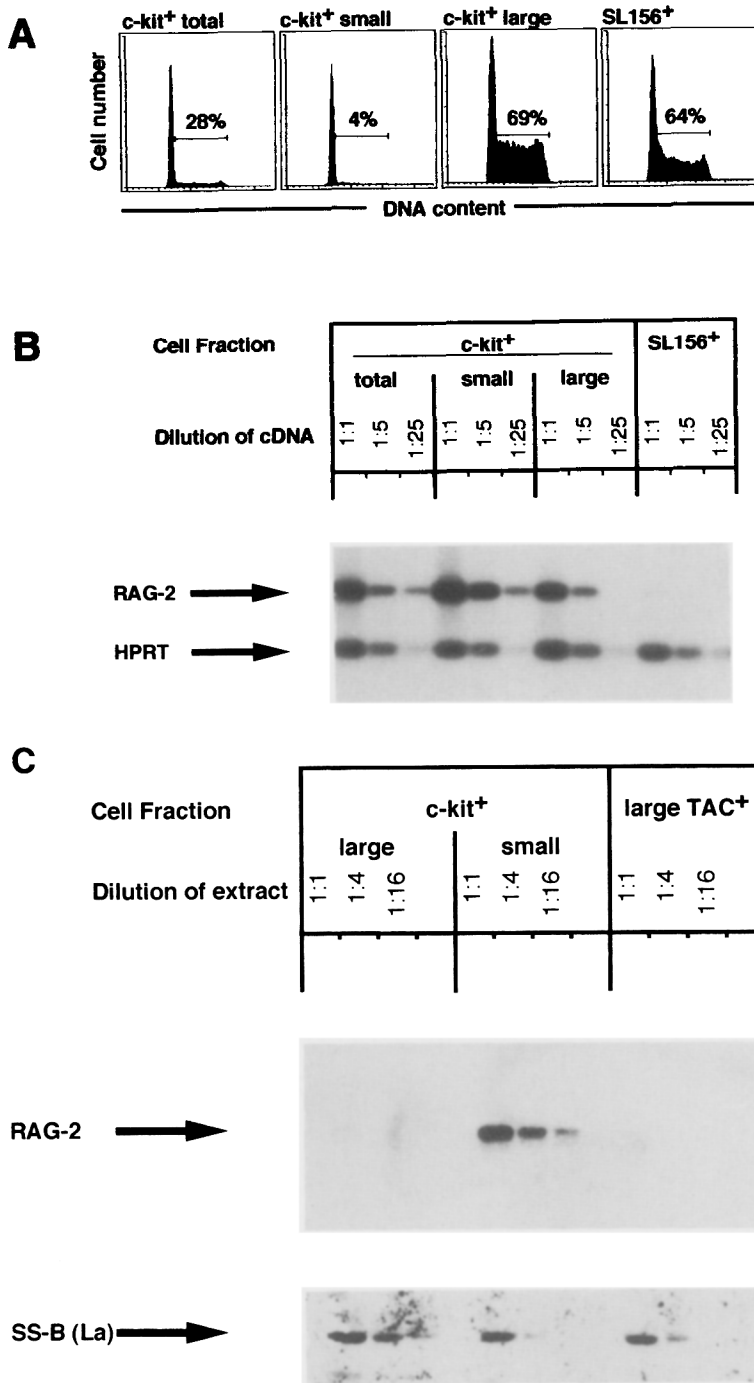 A
c-kit+ total c-kit+ small c-kit+ large SL156+
Cell number
28% 4% 69% 64%
DNA content
B
Cell Fraction c-kit+ SL156+
total small large
Dilution of cDNA 1:1 1:5 1:25 1:1 1:5 1:25 1:1 1:5 1:25 1:1 1:5 1:25
RAG-2
HPRT
C
Cell Fraction c-kit+ large TAC+
large small
Dilution of extract 1:1 1:4 1:16 1:1 1:4 1:16 1:1 1:4 1:16
RAG-2
SS-B (La)